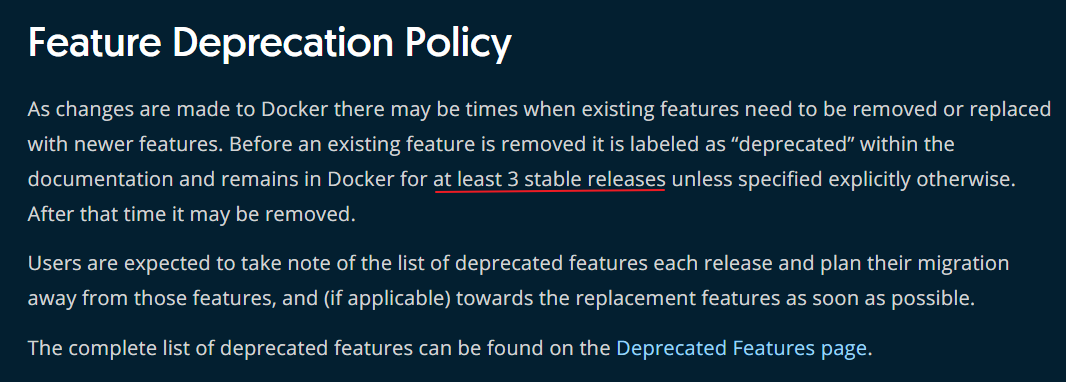 Feature Deprecation Policy
As changes are made to Docker there may be times when existing features need to be removed or replaced
with newer features. Before an existing feature is removed it is labeled as “deprecated” within the
documentation and remains in Docker for at least 3 stable releases unless specified explicitly otherwise.
After that time it may be removed.
Users are expected to take note of the list of deprecated features each release and plan their migration
away from those features, and (if applicable) towards the replacement features as soon as possible.
The complete list of deprecated features can be found on the Deprecated Features page.